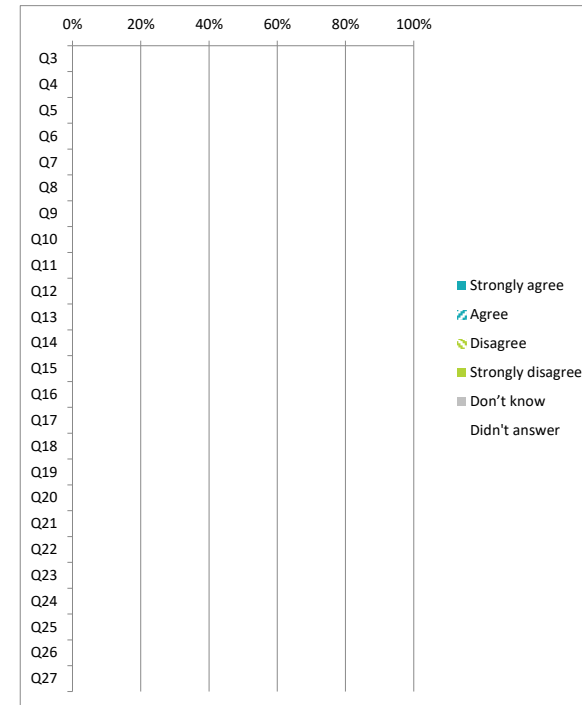 0% 20% 40% 60% 80% 100%
Q3
Q4
Q5
Q6
Q7
Q8
Q9
Q10
Q11
Q12
Q13
Q14
Q15
Q16
Q17
Q18
Q19
Q20
Q21
Q22
Q23
Q24
Q25
Q26
Q27
Strongly agree
Agree
Disagree
Strongly disagree
Don’t know
Didn't answer